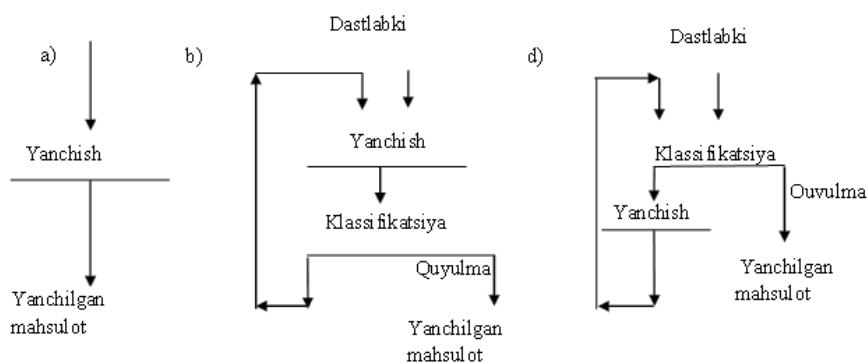 a)
Yanchish
Yanchilgan
mahsulot
b)
Dastlabki
Yanchish
Klassifikatsiya
Quyulma
Yanchilgan
mahsulot
d)
Dastlabki
Klassifikatsiya
Ouvulma
Yanchish
Yanchilgan
mahsulot